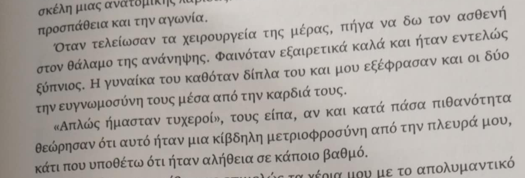 σκέλη μιας ανατομικής
προσπάθεια και την αγωνία.
Όταν τελείωσαν τα χειρουργεία της μέρας, πήγα να δω τον ασθενή
στον θάλαμο της ανάνηψης. Φαινόταν εξαιρετικά καλά και ήταν εντελώς
ξύπνιος. Η γυναίκα του καθόταν δίπλα του και μου εξέφρασαν και οι δύο
την ευγνωμοσύνη τους μέσα από την καρδιά τους.
«Απλώς ήμασταν τυχεροί», τους είπα, αν και κατά πάσα πιθανότητα
θεώρησαν ότι αυτό ήταν μια κίβδηλη μετριοφροσύνη από την πλευρά μου,
κάτι που υποθέτω ότι ήταν αλήθεια σε κάποιο βαθμό.
τα χέρια μου με το απολυμαντικό